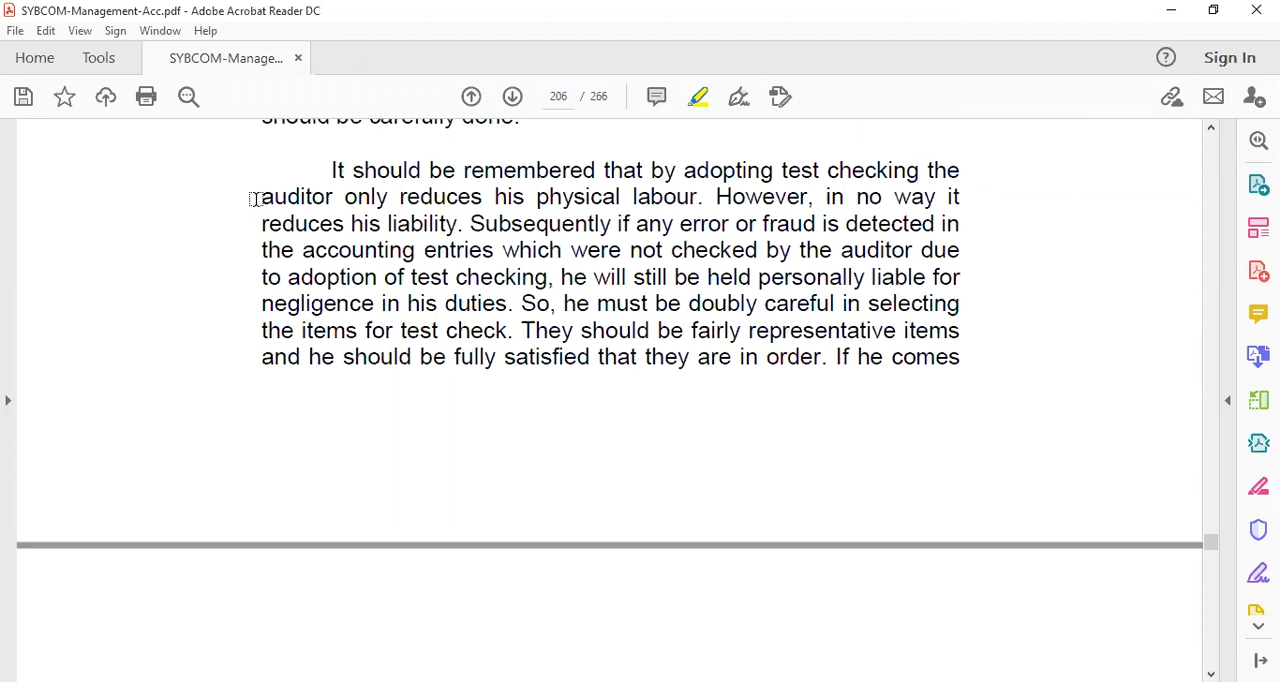 SYBCOM-Management-Acc.pdf - Adobe Acrobat Reader DC
File Edit View Sign Window Help
Home Tools SYBCOM-Manage... ×
Sign In
206 / 266
should be carefully done.
It should be remembered that by adopting test checking the
auditor only reduces his physical labour. However, in no way it
reduces his liability. Subsequently if any error or fraud is detected in
the accounting entries which were not checked by the auditor due
to adoption of test checking, he will still be held personally liable for
negligence in his duties. So, he must be doubly careful in selecting
the items for test check. They should be fairly representative items
and he should be fully satisfied that they are in order. If he comes